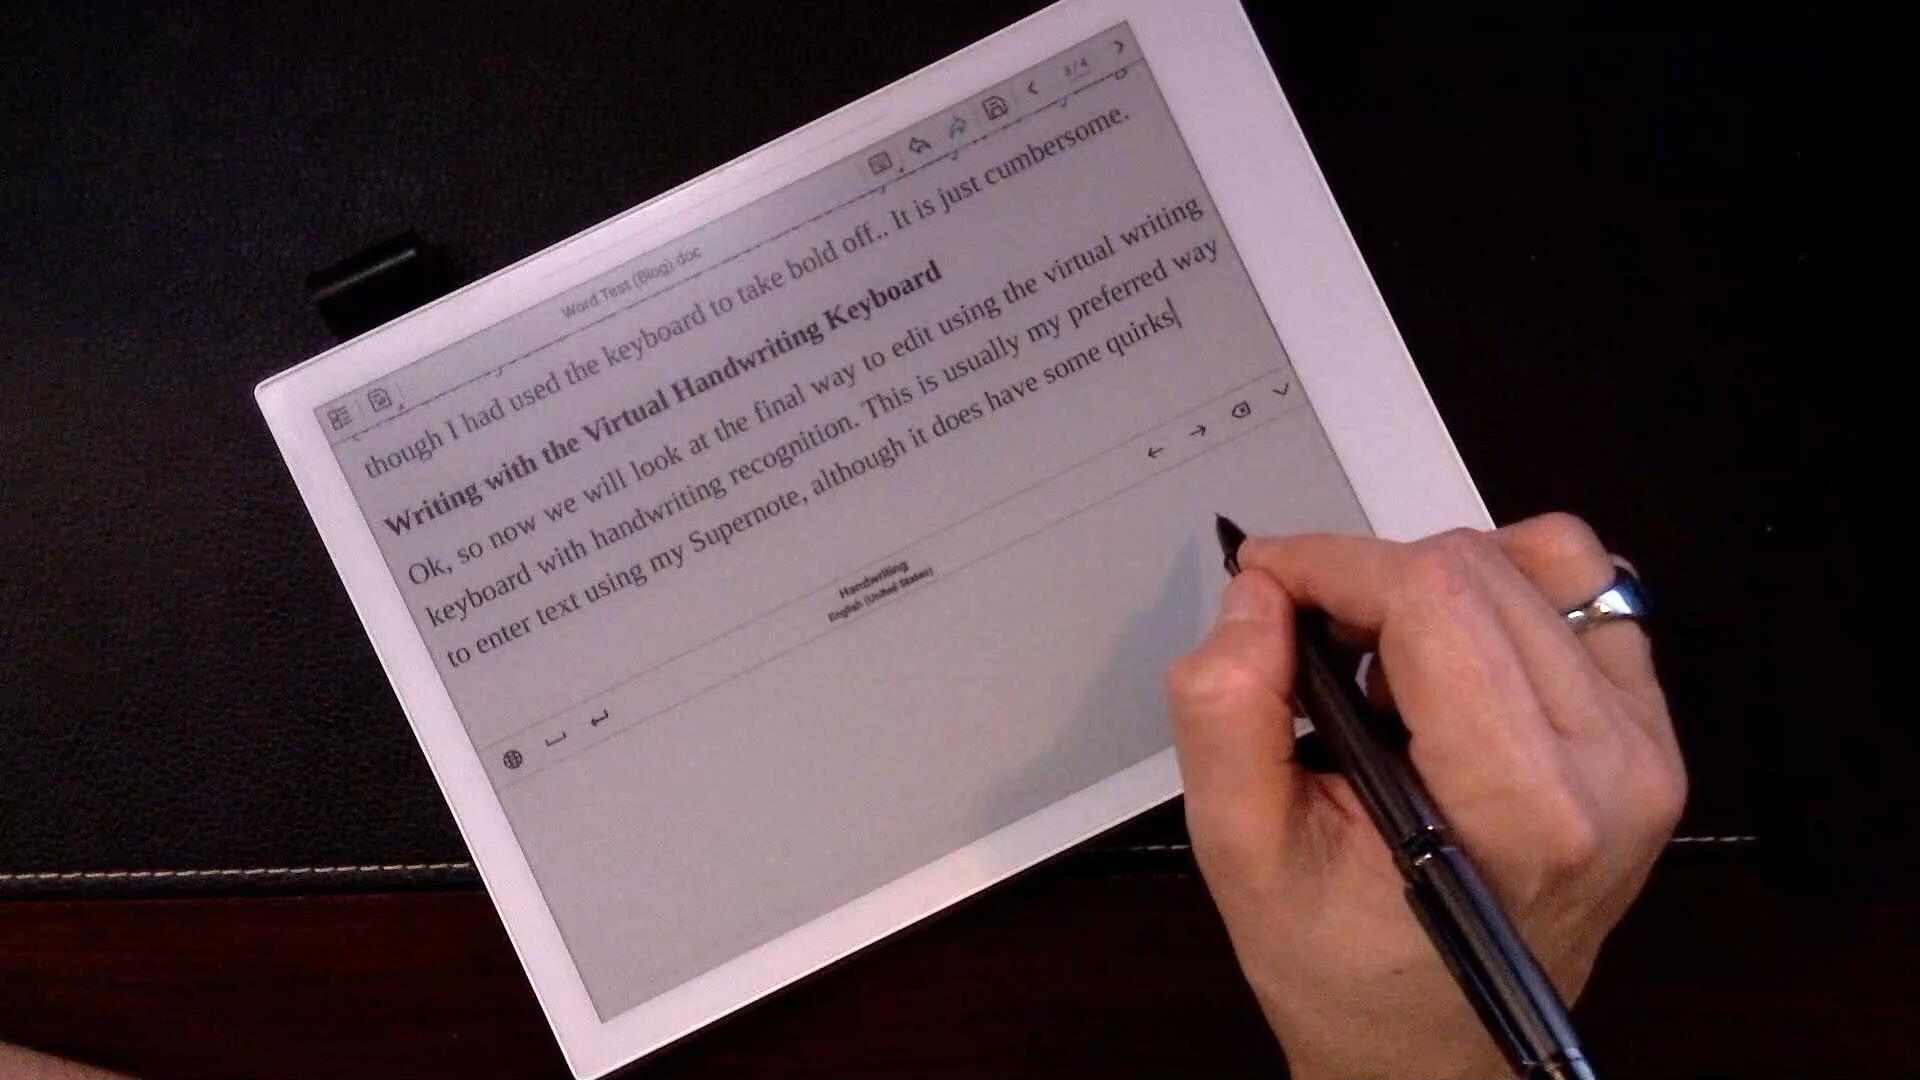 Word Test (Blog).doc
3/4
though I had used the keyboard to take bold off.. It is just cumbersome.
Writing with the Virtual Handwriting Keyboard
Ok, so now we will look at the final way to edit using the virtual writing
keyboard with handwriting recognition. This is usually my preferred way
to enter text using my Supernote, although it does have some quirks
Handwriting
English (United States)